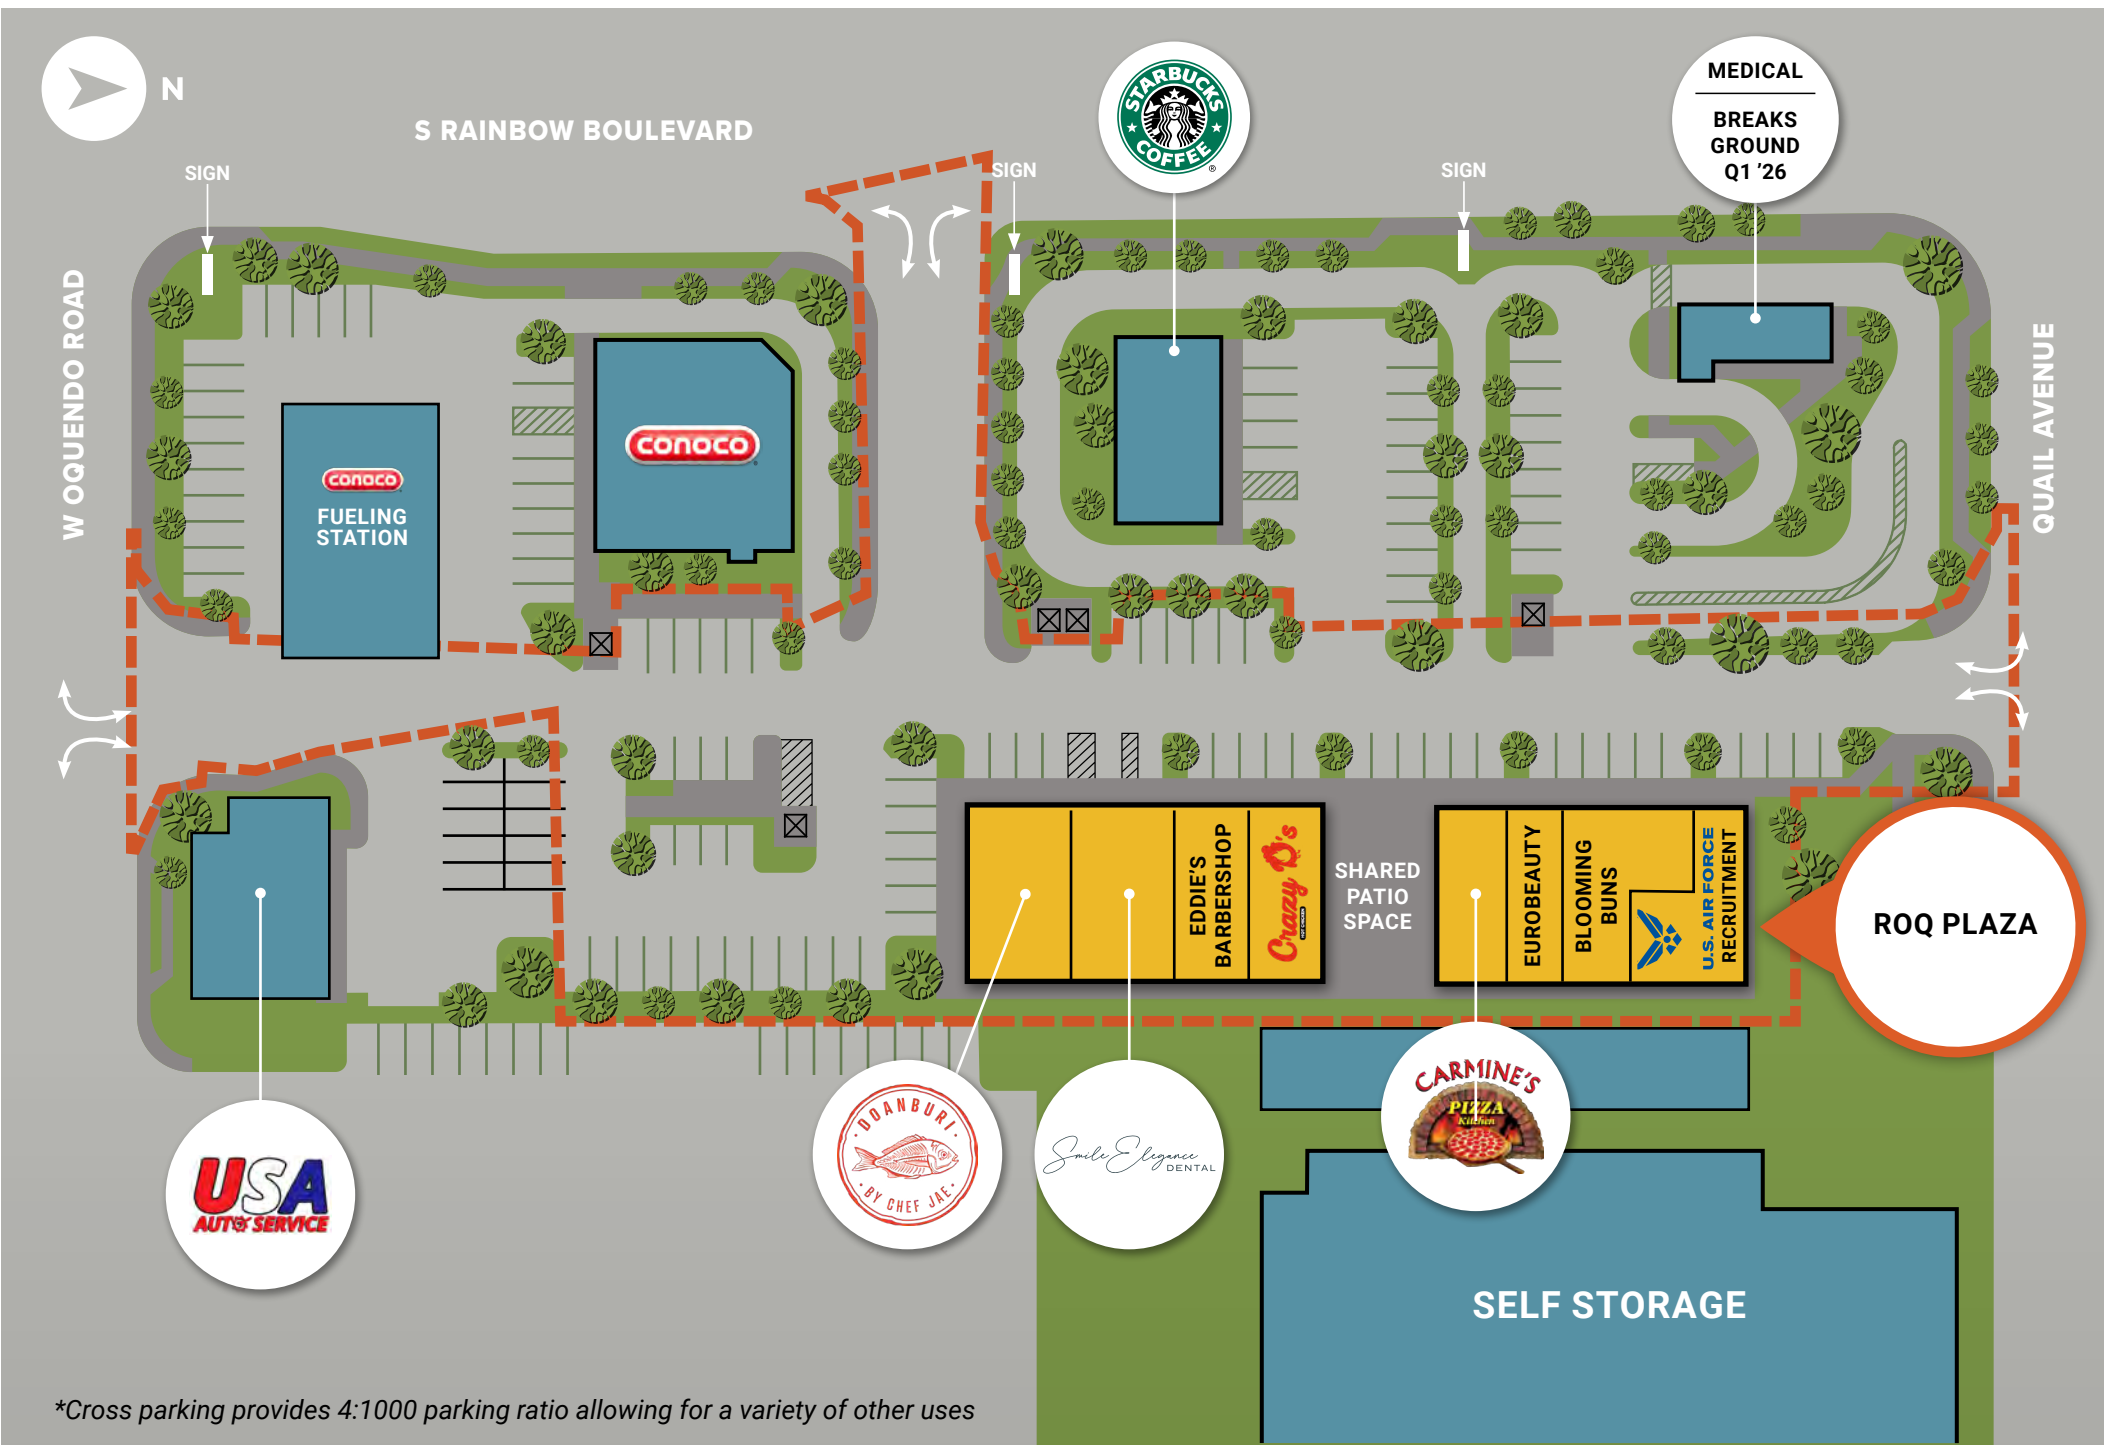 N
S RAINBOW BOULEVARD
SIGN
SIGN
SIGN
STARBUCKS
COFFEE
®
MEDICAL
BREAKS
GROUND
Q1 ’26
W OQUENDO ROAD
QUAIL AVENUE
conoco
FUELING
STATION
conoco
EDDIE’S
BARBERSHOP
Crazy D's
SHARED
PATIO
SPACE
EUROBEAUTY
BLOOMING
BUNS
U.S. AIR FORCE
RECRUITMENT
ROQ PLAZA
USA
AUTO SERVICE
DOANBURI
BY CHEF JAE
Smile Elegance
DENTAL
CARMINE'S
PIZZA
Kitchen
SELF STORAGE
*Cross parking provides 4:1000 parking ratio allowing for a variety of other uses